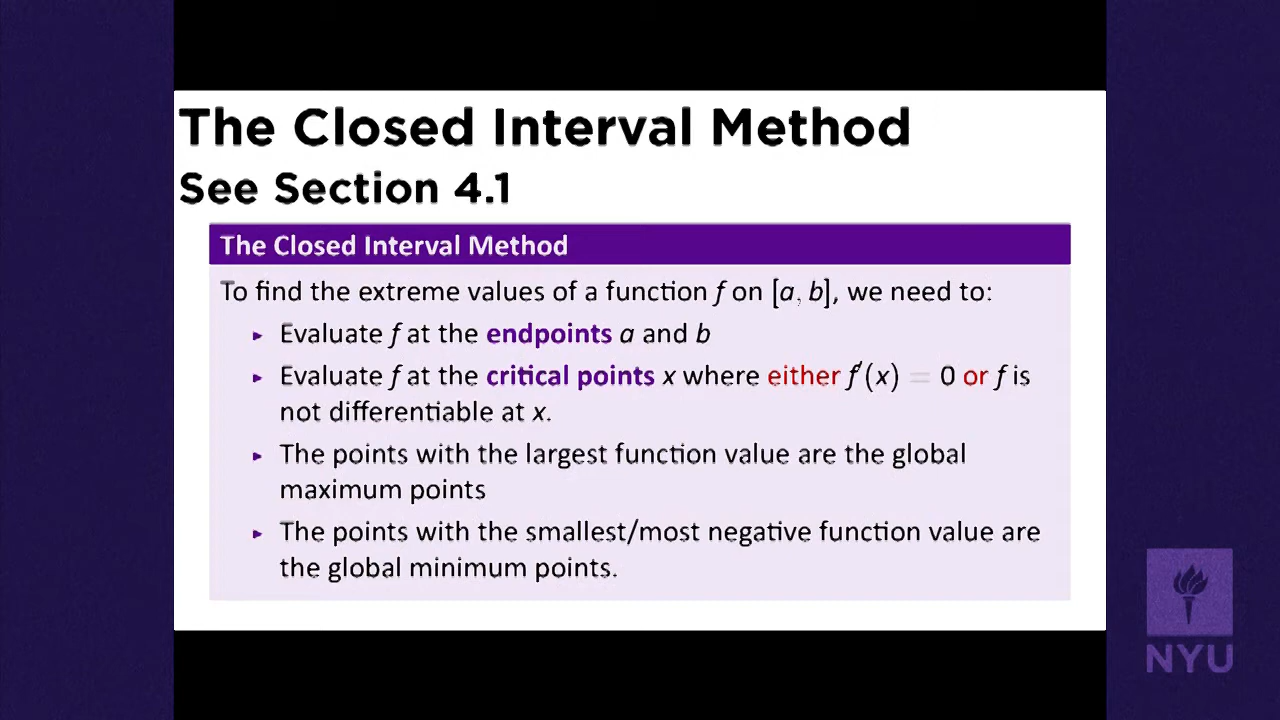 The Closed Interval Method
See Section 4.1
The Closed Interval Method
To find the extreme values of a function f on [a, b], we need to:
▸ Evaluate f at the endpoints a and b
▸ Evaluate f at the critical points x where either f′(x) = 0 or f is
not differentiable at x.
▸ The points with the largest function value are the global
maximum points
▸ The points with the smallest/most negative function value are
the global minimum points.
NYU